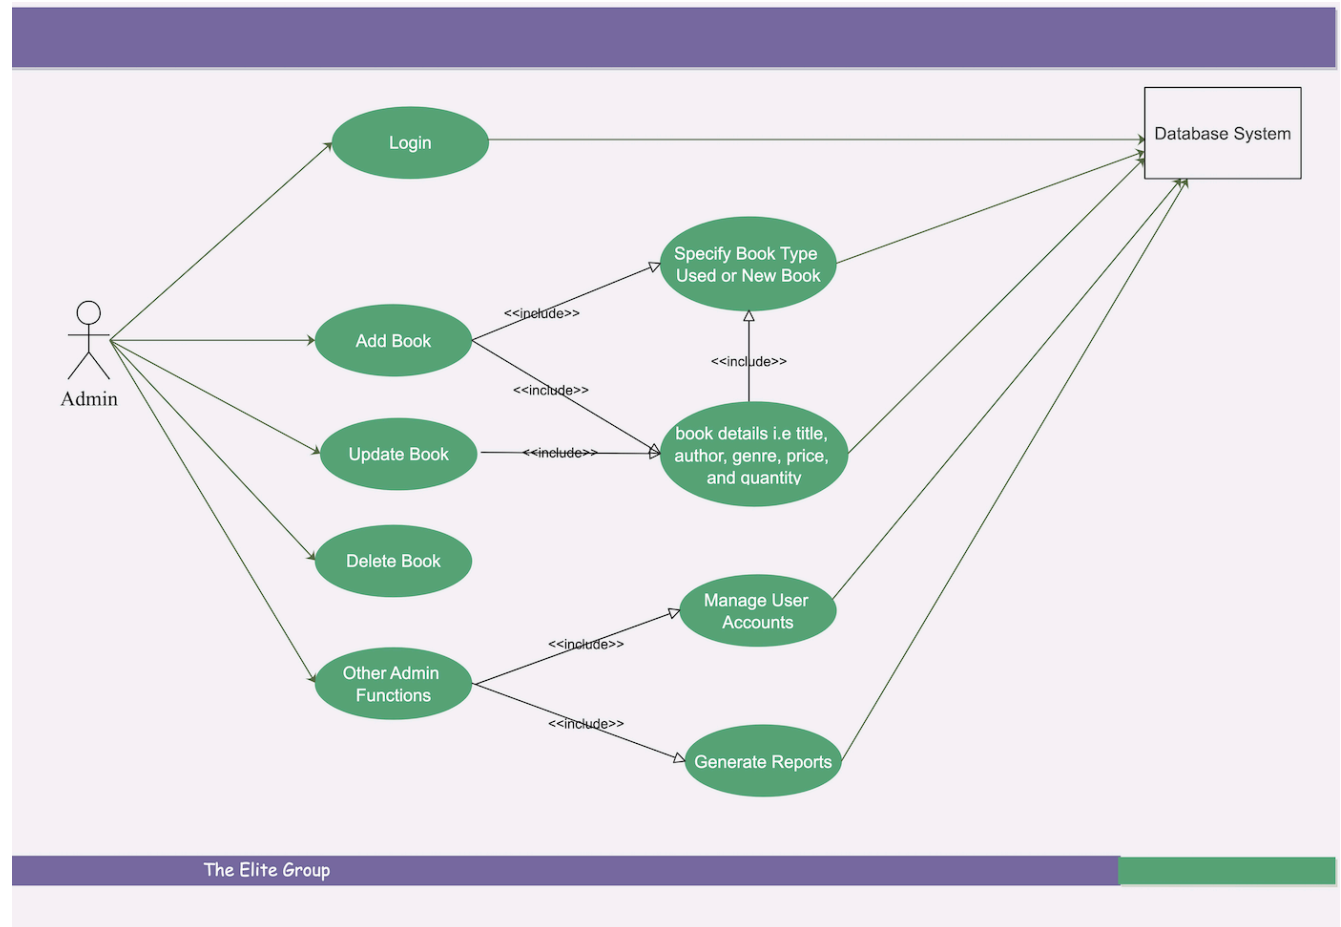 Login
Database System
Specify Book Type
Used or New Book
<<include>>
Add Book
<<include>>
<<include>>
Admin
book details i.e title,
author, genre, price,
and quantity
Update Book
<<include>>
Delete Book
Manage User
Accounts
<<include>>
Other Admin
Functions
<<include>>
Generate Reports
The Elite Group